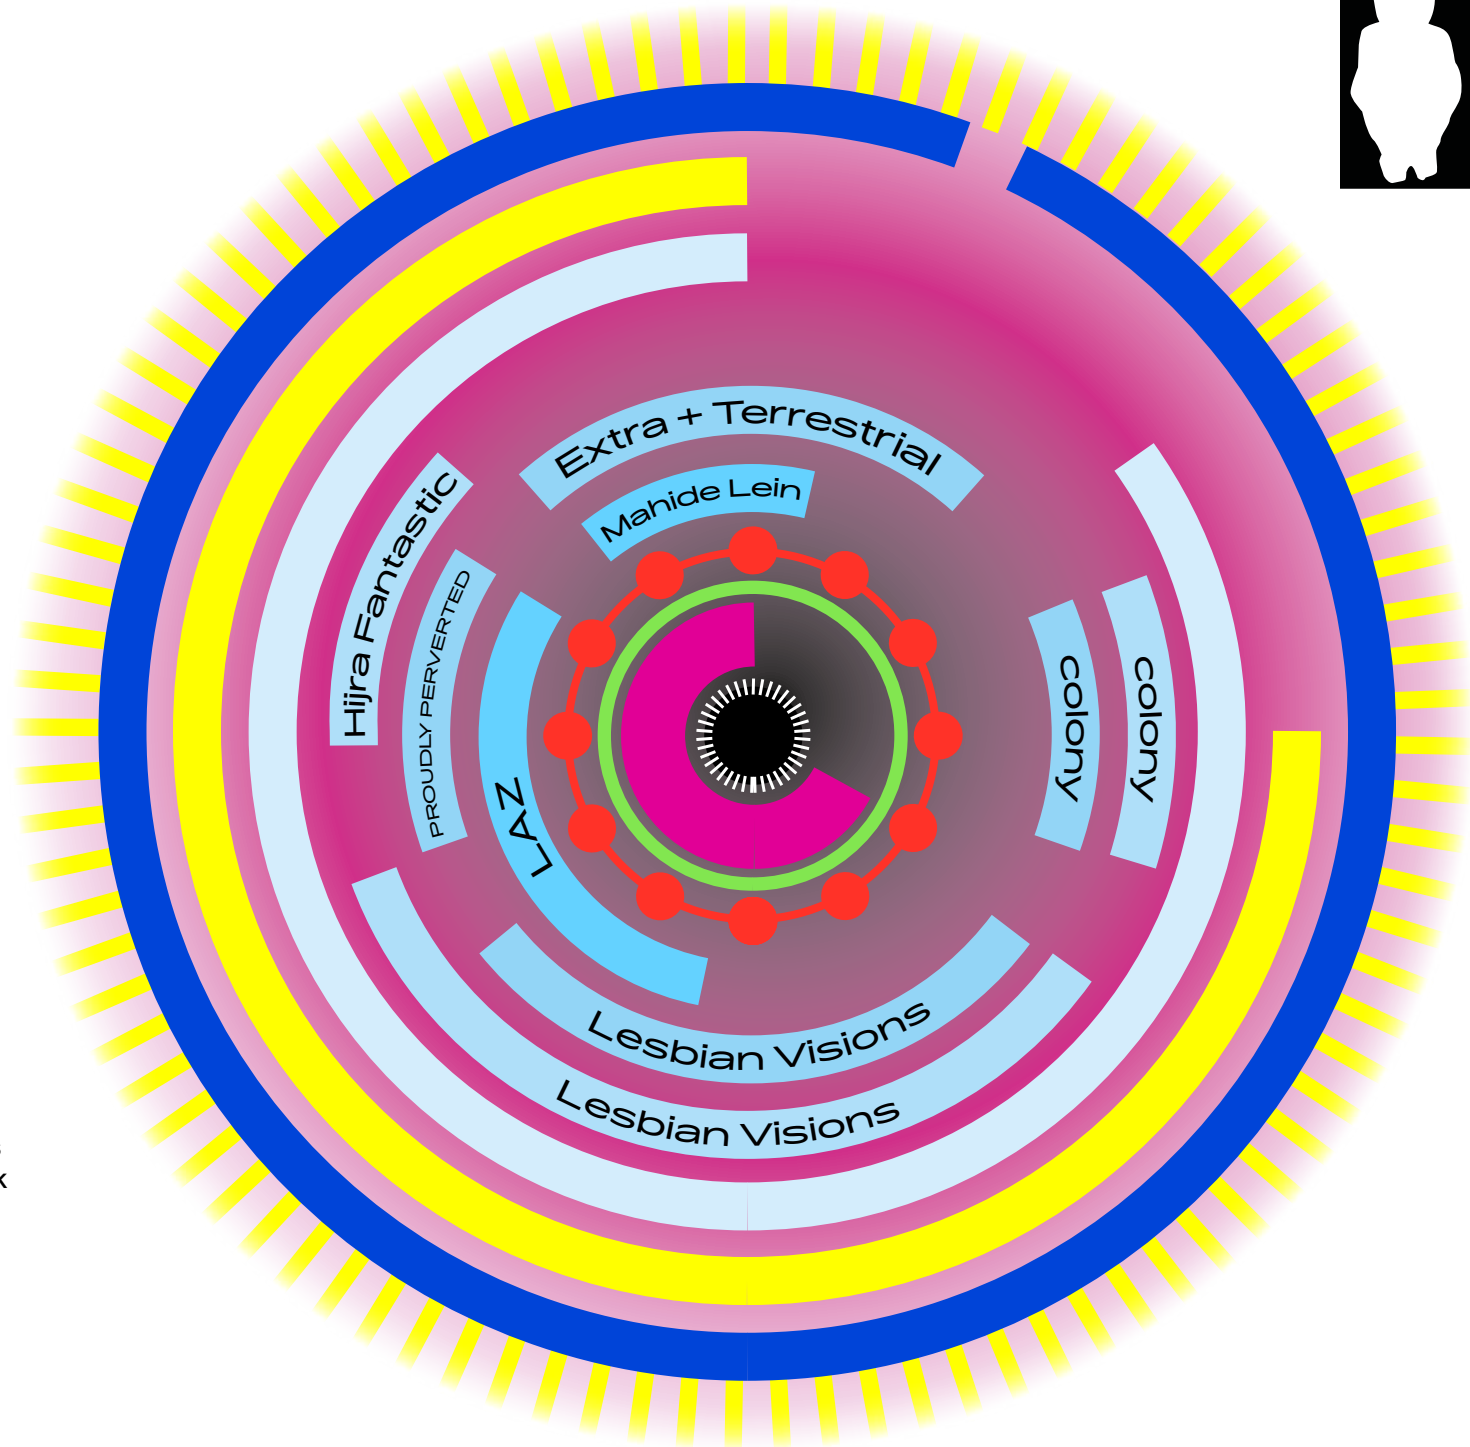 Extra + Terrestrial
Mahide Lein
Hijra Fantastic
PROUDLY PERVERTED
LAZ
colony
colony
Lesbian Visions
Lesbian Visions
k